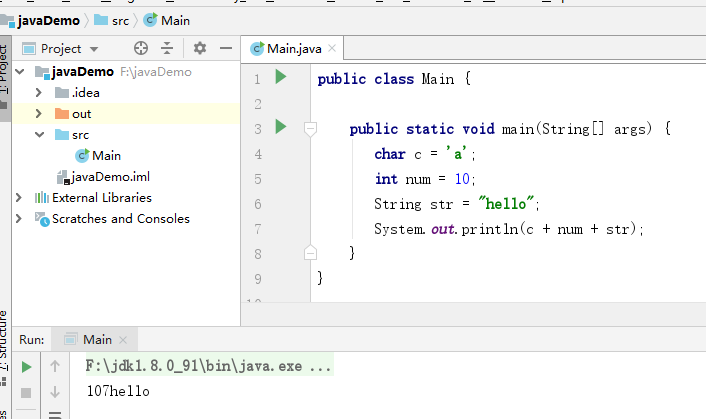 javaDemo src Main
Project
Main.java
1: Project
javaDemo F:\javaDemo
.idea
out
src
Main
javaDemo.iml
External Libraries
Scratches and Consoles
1 public class Main {
2
3 public static void main(String[] args) {
4 char c = 'a';
5 int num = 10;
6 String str = "hello";
7 System.out.println(c + num + str);
8 }
9 }
7: Structure
Run: Main
F:\jdk1.8.0_91\bin\java.exe ...
107hello